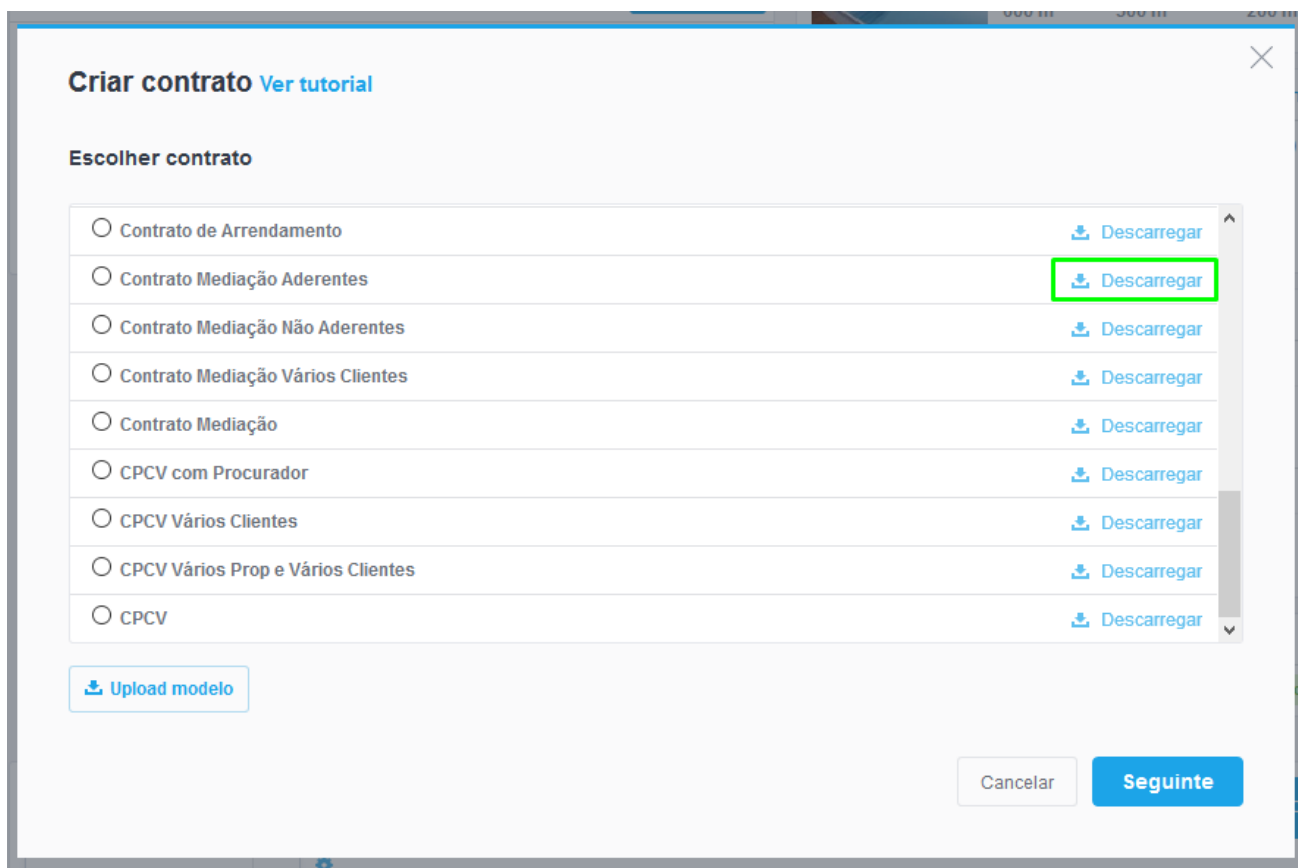 Criar contrato Ver tutorial
Escolher contrato
Contrato de Arrendamento Descarregar
Contrato Mediação Aderentes Descarregar
Contrato Mediação Não Aderentes Descarregar
Contrato Mediação Vários Clientes Descarregar
Contrato Mediação Descarregar
CPCV com Procurador Descarregar
CPCV Vários Clientes Descarregar
CPCV Vários Prop e Vários Clientes Descarregar
CPCV Descarregar
Upload modelo
Cancelar Seguinte